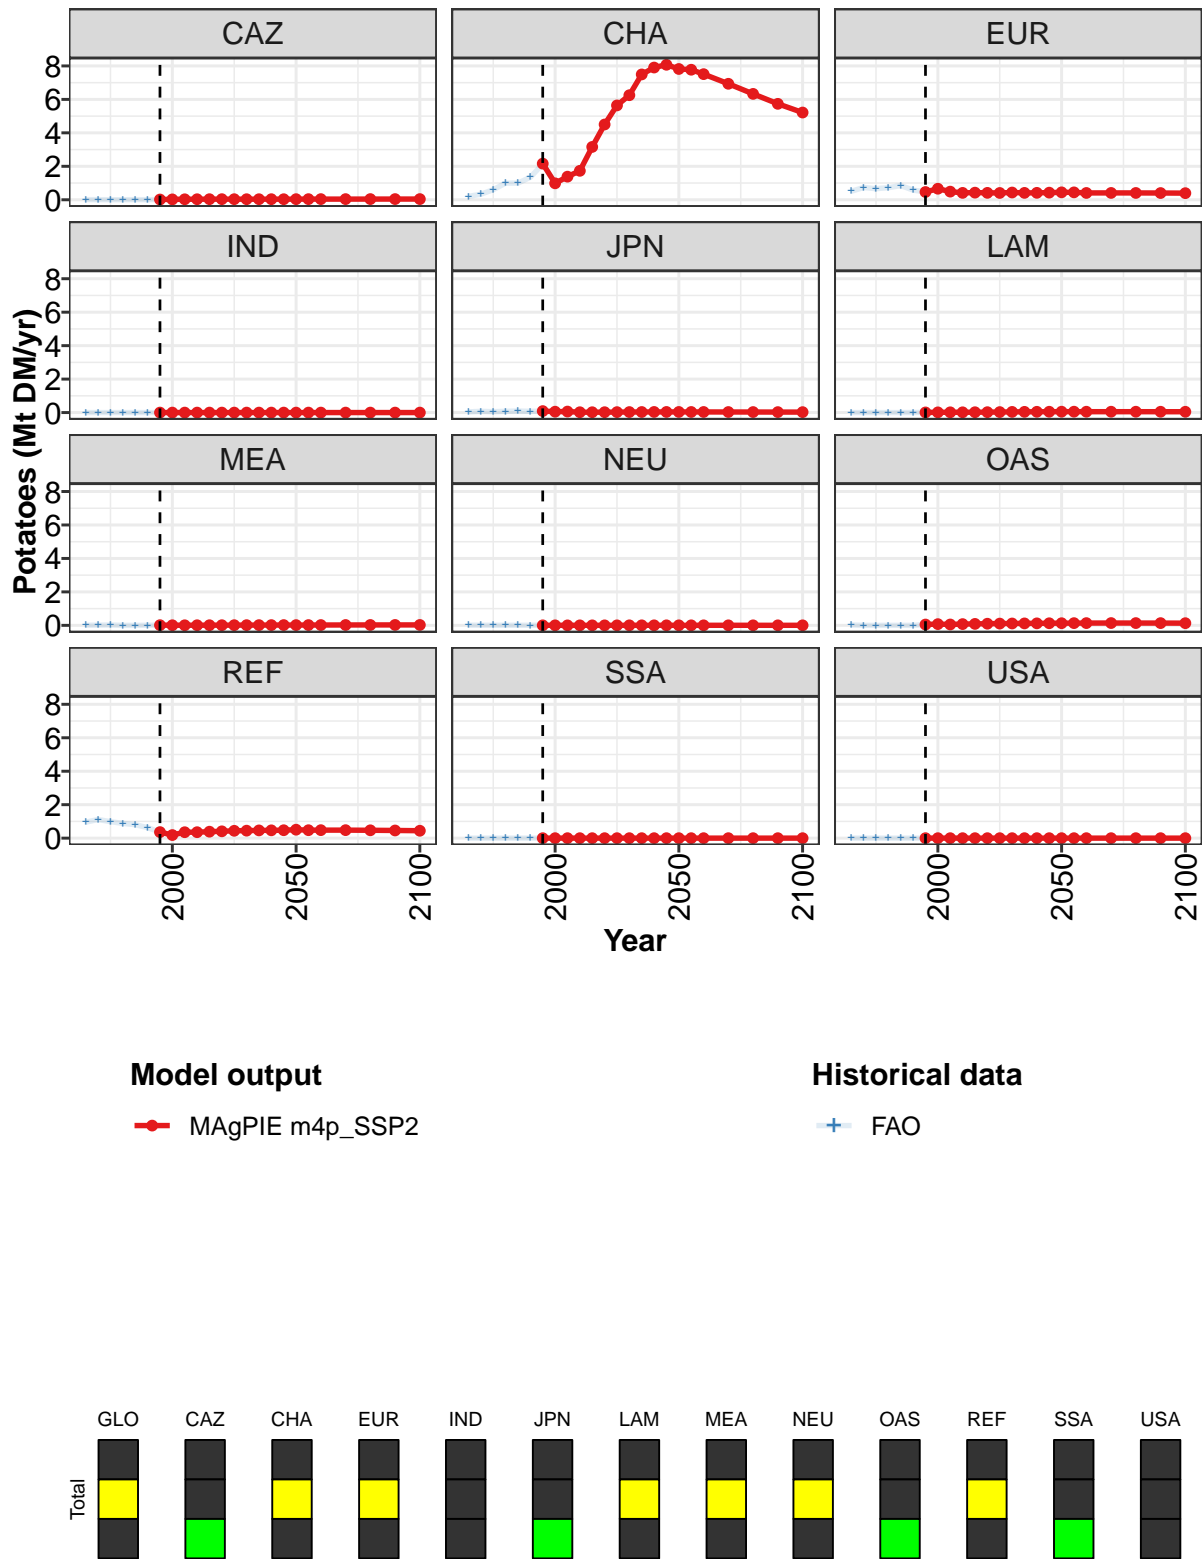 CAZ CHA EUR
8
6
4
2
0
IND JPN LAM
8
6
4
2
0
MEA NEU OAS
8
6
4
2
0
REF SSA USA
8
6
4
2
0
Potatoes (Mt DM/yr)
2000 2050 2100 2000 2050 2100 2000 2050 2100
Year
Model output Historical data
MAgPIE m4p_SSP2 FAO
GLO CAZ CHA EUR IND JPN LAM MEA NEU OAS REF SSA USA
Total